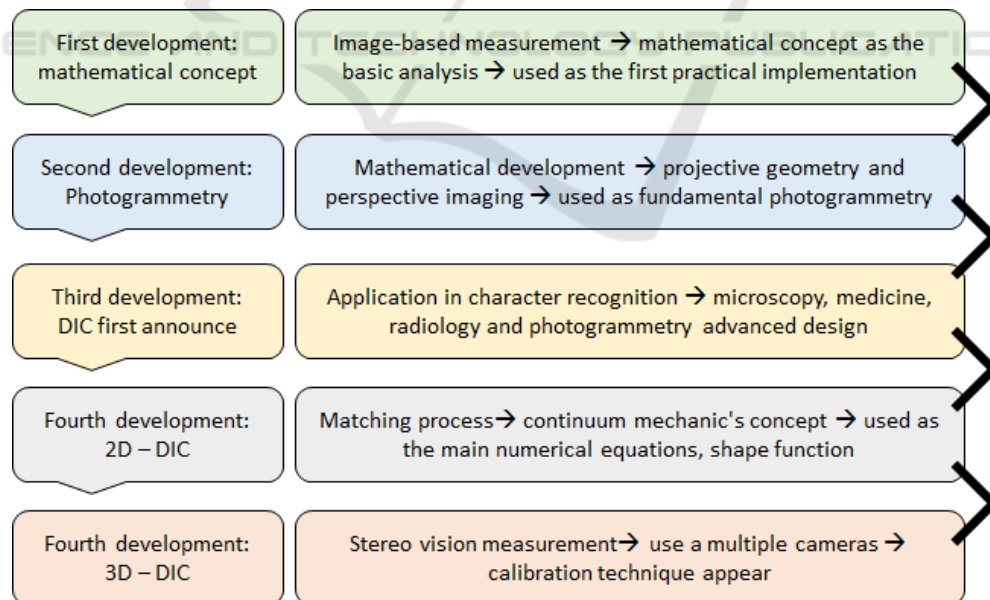 ENCE AND TECHNOLOGY PUBLICATIO
First development:
mathematical concept
Image-based measurement → mathematical concept as the
basic analysis → used as the first practical implementation
Second development:
Photogrammetry
Mathematical development → projective geometry and
perspective imaging → used as fundamental photogrammetry
Third development:
DIC first announce
Application in character recognition → microscopy, medicine,
radiology and photogrammetry advanced design
Fourth development:
2D – DIC
Matching process→ continuum mechanic's concept → used as
the main numerical equations, shape function
Fourth development:
3D – DIC
Stereo vision measurement→ use a multiple cameras →
calibration technique appear